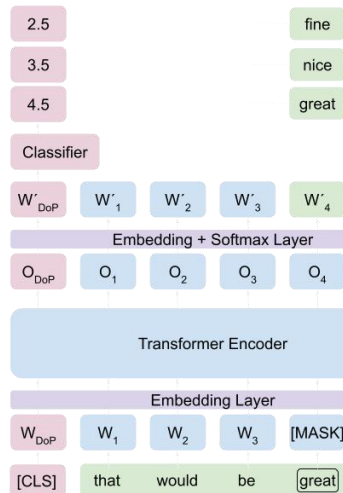 2.5 fine
3.5 nice
4.5 great
Classifier
W´DoP W´1 W´2 W´3 W´4
Embedding + Softmax Layer
ODoP O1 O2 O3 O4
Transformer Encoder
Embedding Layer
WDoP W1 W2 W3 [MASK]
[CLS] that would be great